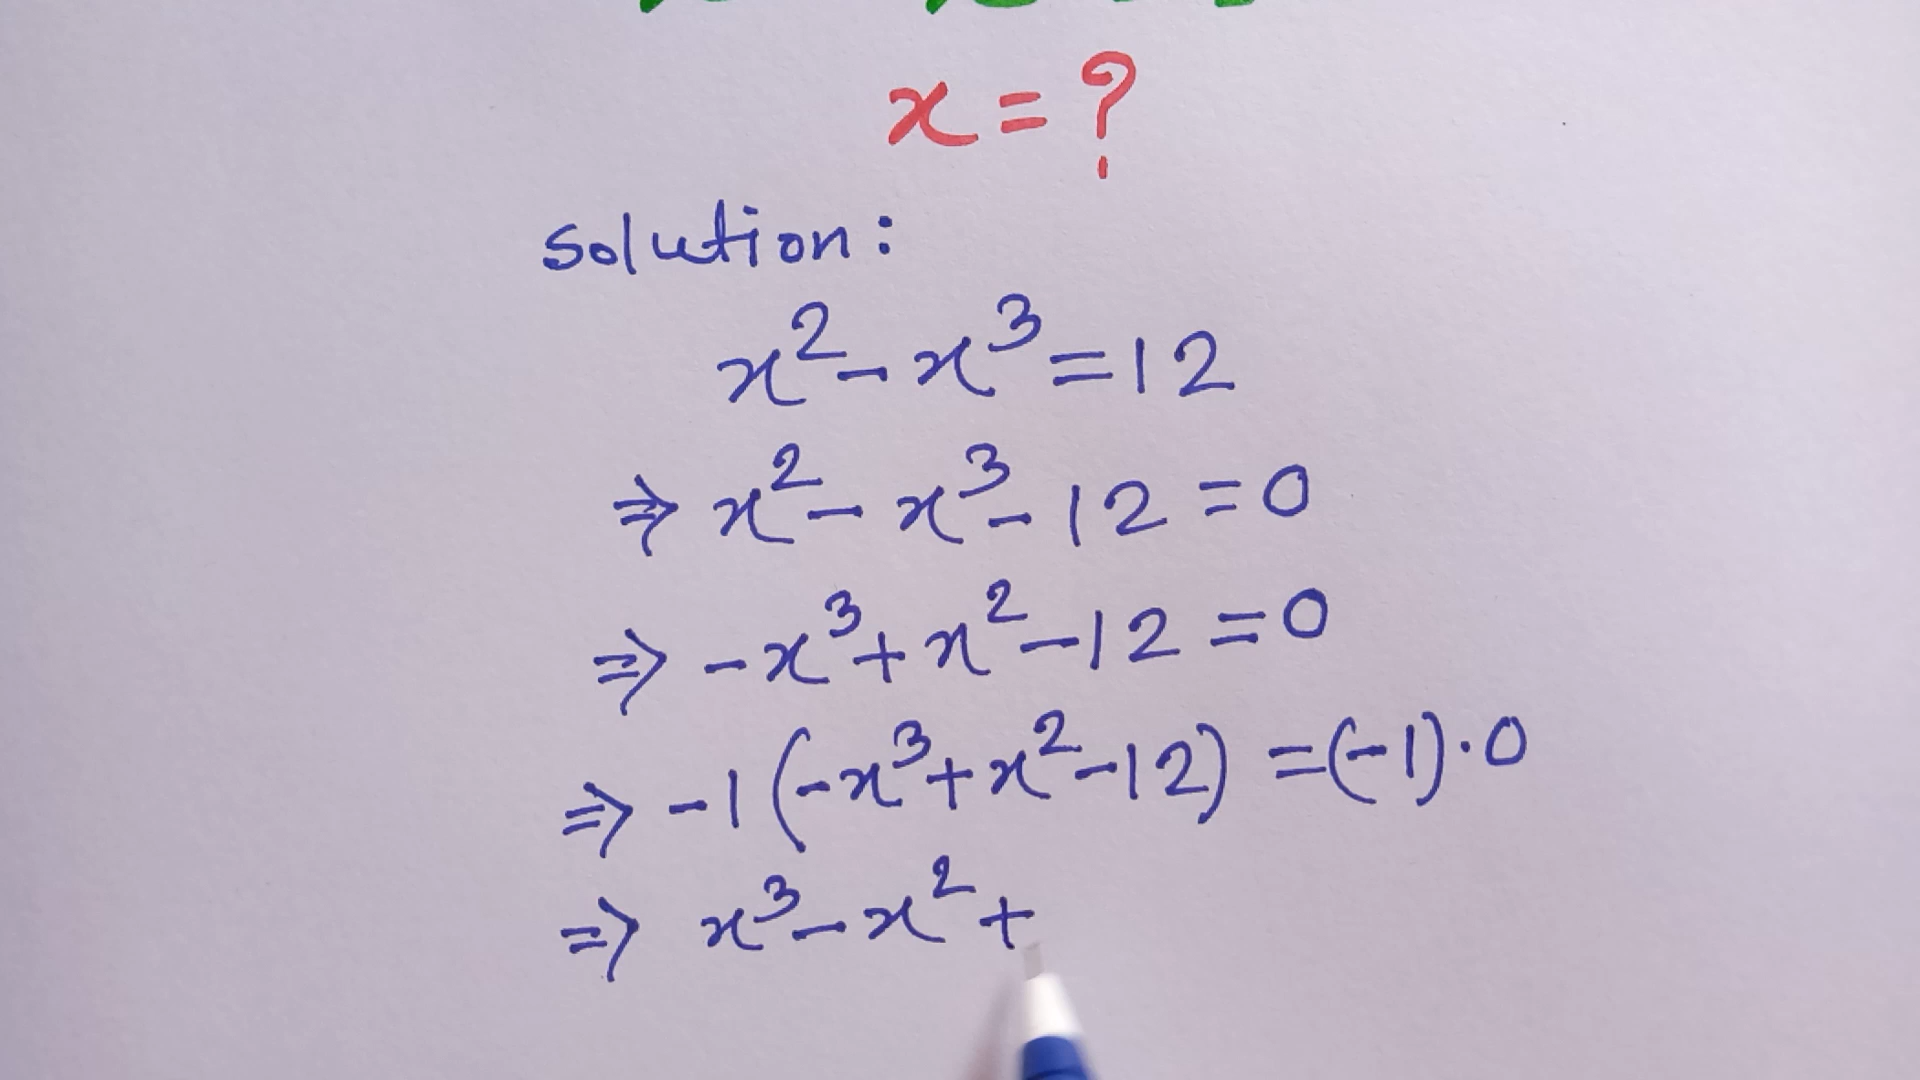 x=?
Solution:
x²-x³=12
⇒ x²-x³-12=0
⇒ -x³+x²-12=0
⇒ -1(-x³+x²-12)=(-1)·0
⇒ x³-x²+